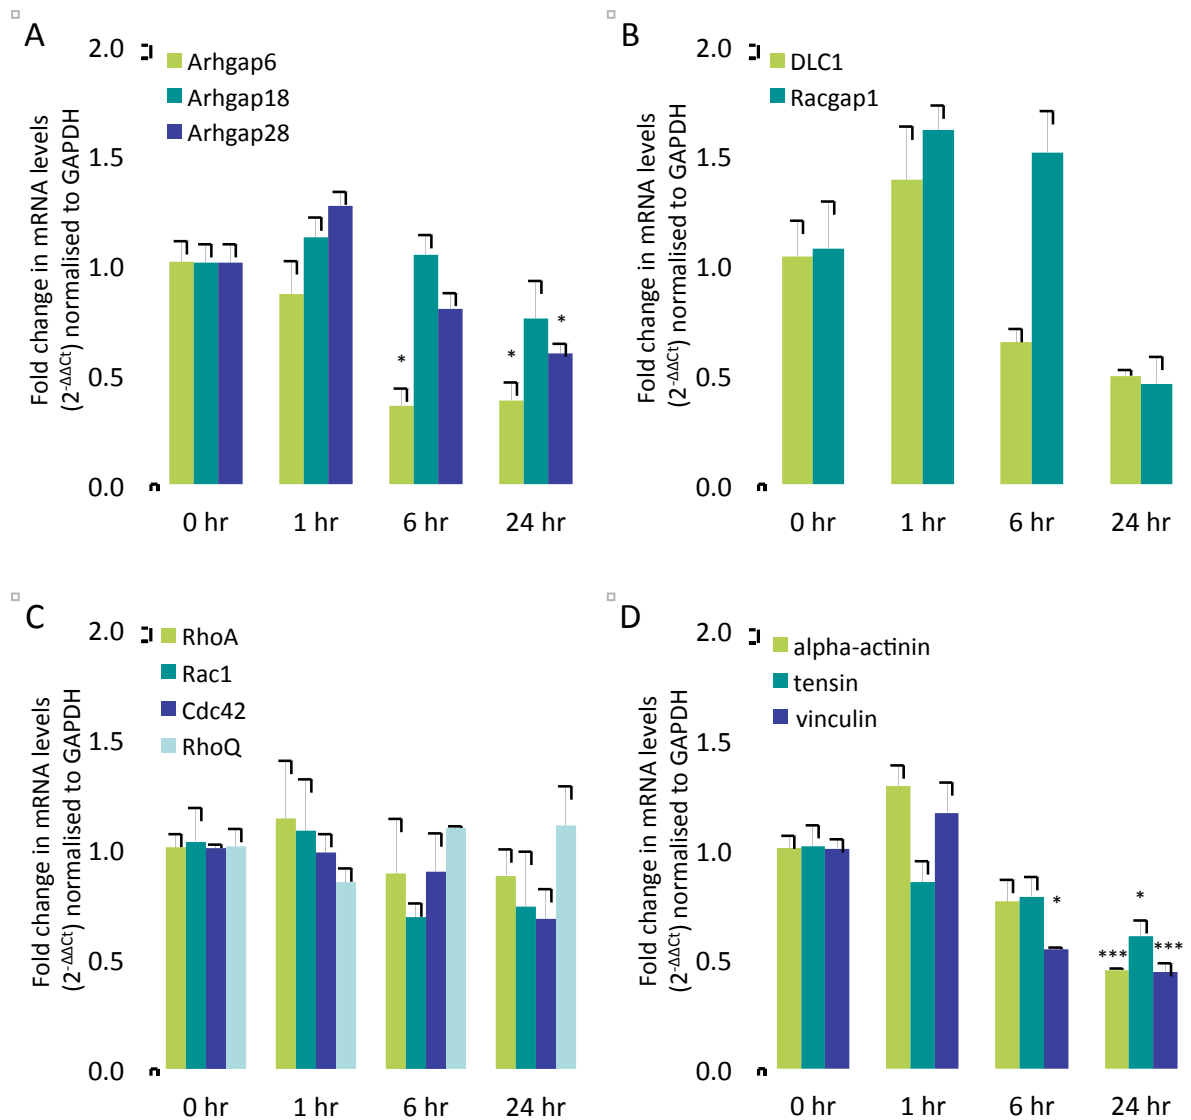 A
2.0
Arhgap6
Arhgap18
Arhgap28
Fold change in mRNA levels
(2-ΔΔCt) normalised to GAPDH
1.5
1.0
*
*
*
0.5
0.0
0 hr 1 hr 6 hr 24 hr
B
2.0
DLC1
Racgap1
Fold change in mRNA levels
(2-ΔΔCt) normalised to GAPDH
1.5
1.0
0.5
0.0
0 hr 1 hr 6 hr 24 hr
C
2.0
RhoA
Rac1
Cdc42
RhoQ
Fold change in mRNA levels
(2-ΔΔCt) normalised to GAPDH
1.5
1.0
0.5
0.0
0 hr 1 hr 6 hr 24 hr
D
2.0
alpha-actinin
tensin
vinculin
Fold change in mRNA levels
(2-ΔΔCt) normalised to GAPDH
1.5
1.0
* *
*** ***
0.5
0.0
0 hr 1 hr 6 hr 24 hr